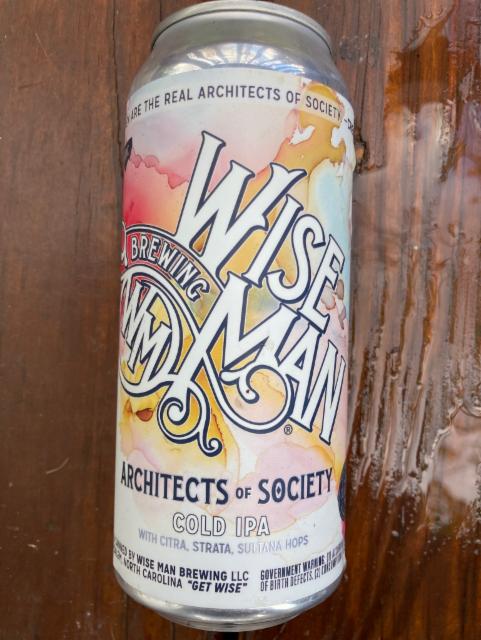 ARE THE REAL ARCHITECTS OF SOCIETY
WISE
MAN
BREWING
WM
®
ARCHITECTS OF SOCIETY
COLD IPA
WITH CITRA, STRATA, SULTANA HOPS
BY WISE MAN BREWING LLC
NORTH CAROLINA "GET WISE"
GOVERNMENT WARNING:
OF BIRTH DEFECTS. (2)